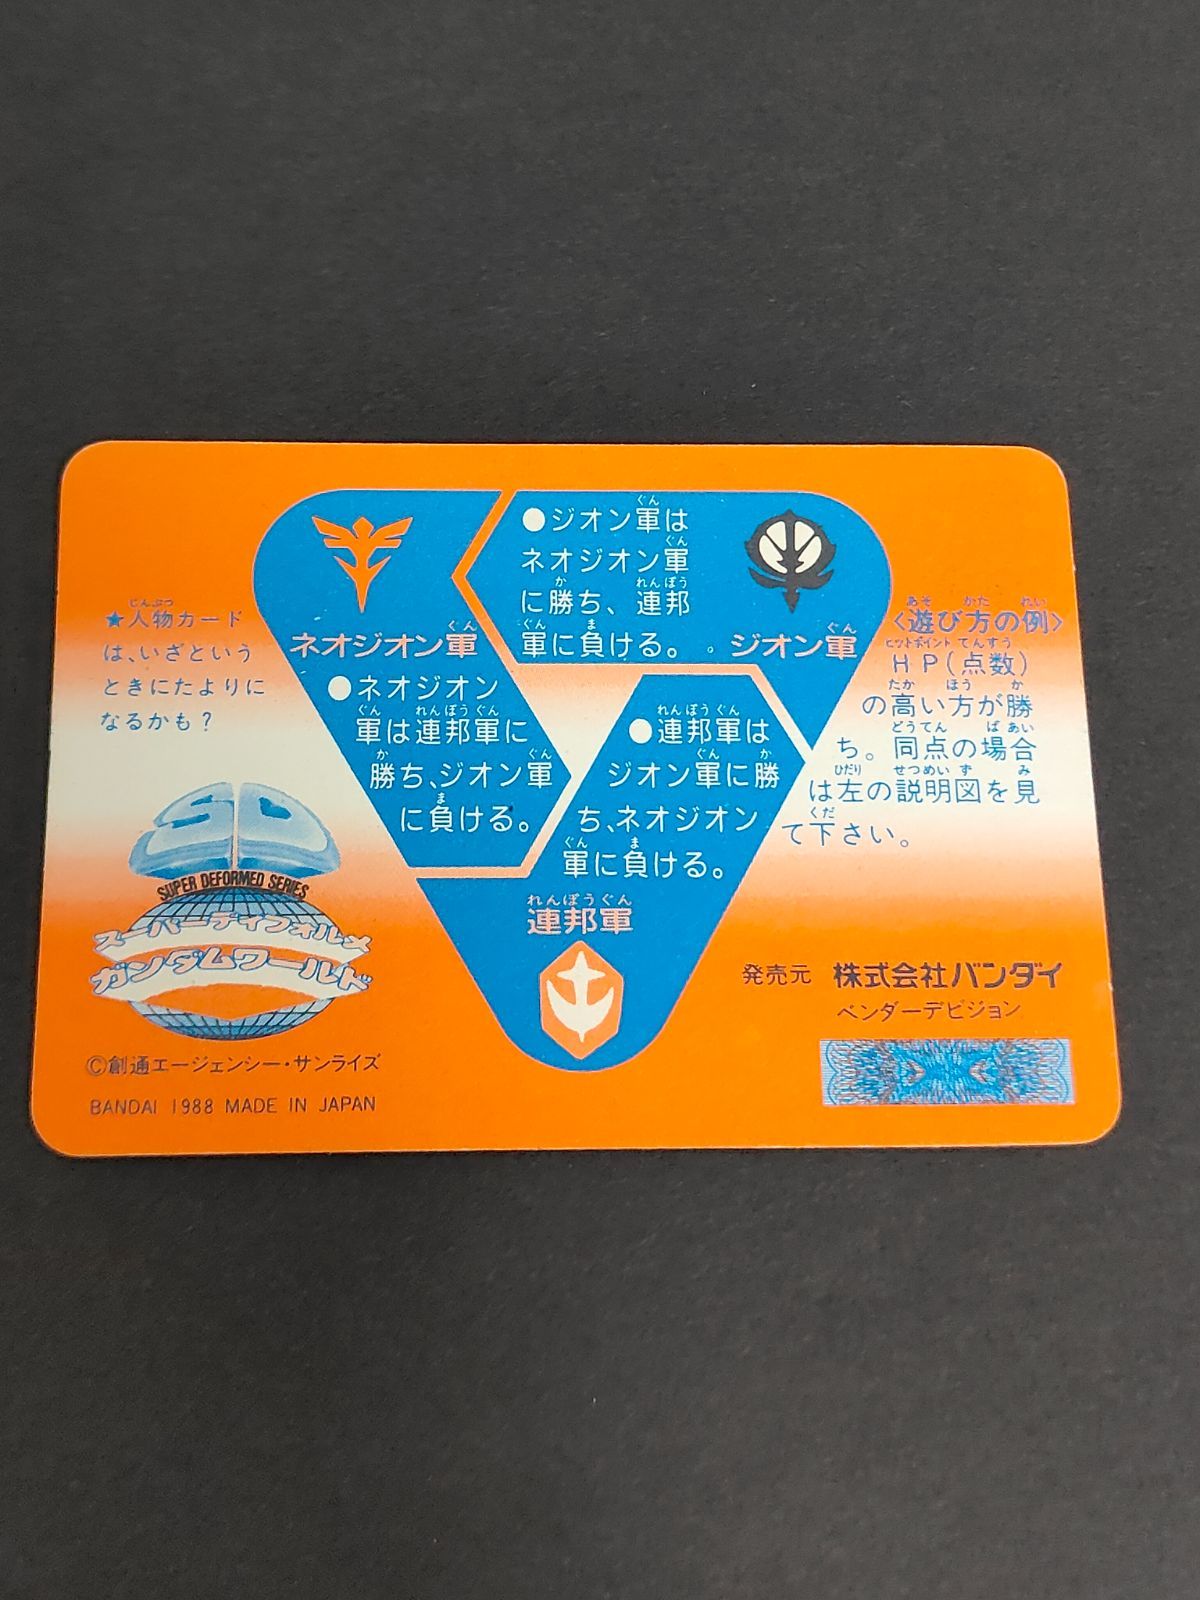 ●ジオン軍は
ネオジオン軍
に勝ち、連邦
軍に負ける。
ネオジオン軍
ジオン軍
●ネオジオン
軍は連邦軍に
勝ち、ジオン軍
に負ける。
●連邦軍は
ジオン軍に勝
ち、ネオジオン
軍に負ける。
連邦軍
★人物カード
は、いざという
ときにたよりに
なるかも？
〈遊び方の例〉
HP(点数)
の高い方が勝
ち。同点の場合
は左の説明図を見
て下さい。
SUPER DEFORMED SERIES
スーパーディフォルメ
ガンダムワールド
©創通エージェンシー・サンライズ
BANDAI 1988 MADE IN JAPAN
発売元 株式会社バンダイ
ベンダーデビジョン